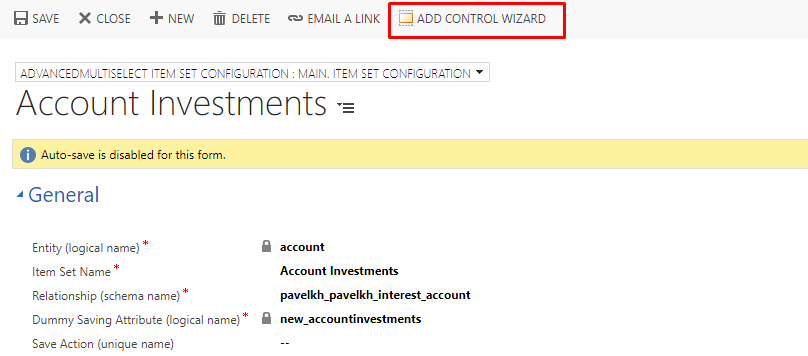 SAVE CLOSE NEW DELETE EMAIL A LINK ADD CONTROL WIZARD
ADVANCEDMULTISELECT ITEM SET CONFIGURATION : MAIN. ITEM SET CONFIGURATION
Account Investments
Auto-save is disabled for this form.
General
Entity (logical name) * account
Item Set Name * Account Investments
Relationship (schema name) * pavelkh_pavelkh_interest_account
Dummy Saving Attribute (logical name) * new_accountinvestments
Save Action (unique name) --